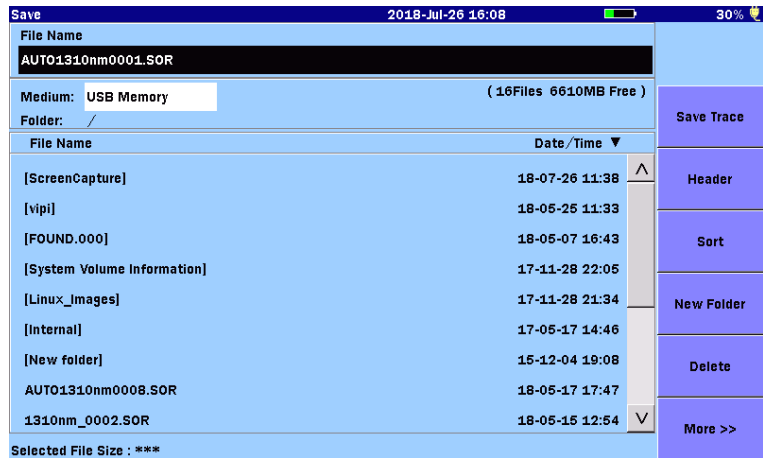 Save 2018-Jul-26 16:08 30%
File Name
AUTO1310nm0001.SOR
Medium: USB Memory ( 16Files 6610MB Free )
Folder: /
File Name Date/Time ▼
[ScreenCapture] 18-07-26 11:38
[vipi] 18-05-25 11:33
[FOUND.000] 18-05-07 16:43
[System Volume Information] 17-11-28 22:05
[Linux_Images] 17-11-28 21:34
[Internal] 17-05-17 14:46
[New folder] 15-12-04 19:08
AUTO1310nm0008.SOR 18-05-17 17:47
1310nm_0002.SOR 18-05-15 12:54
Selected File Size : ***
Save Trace
Header
Sort
New Folder
Delete
More >>